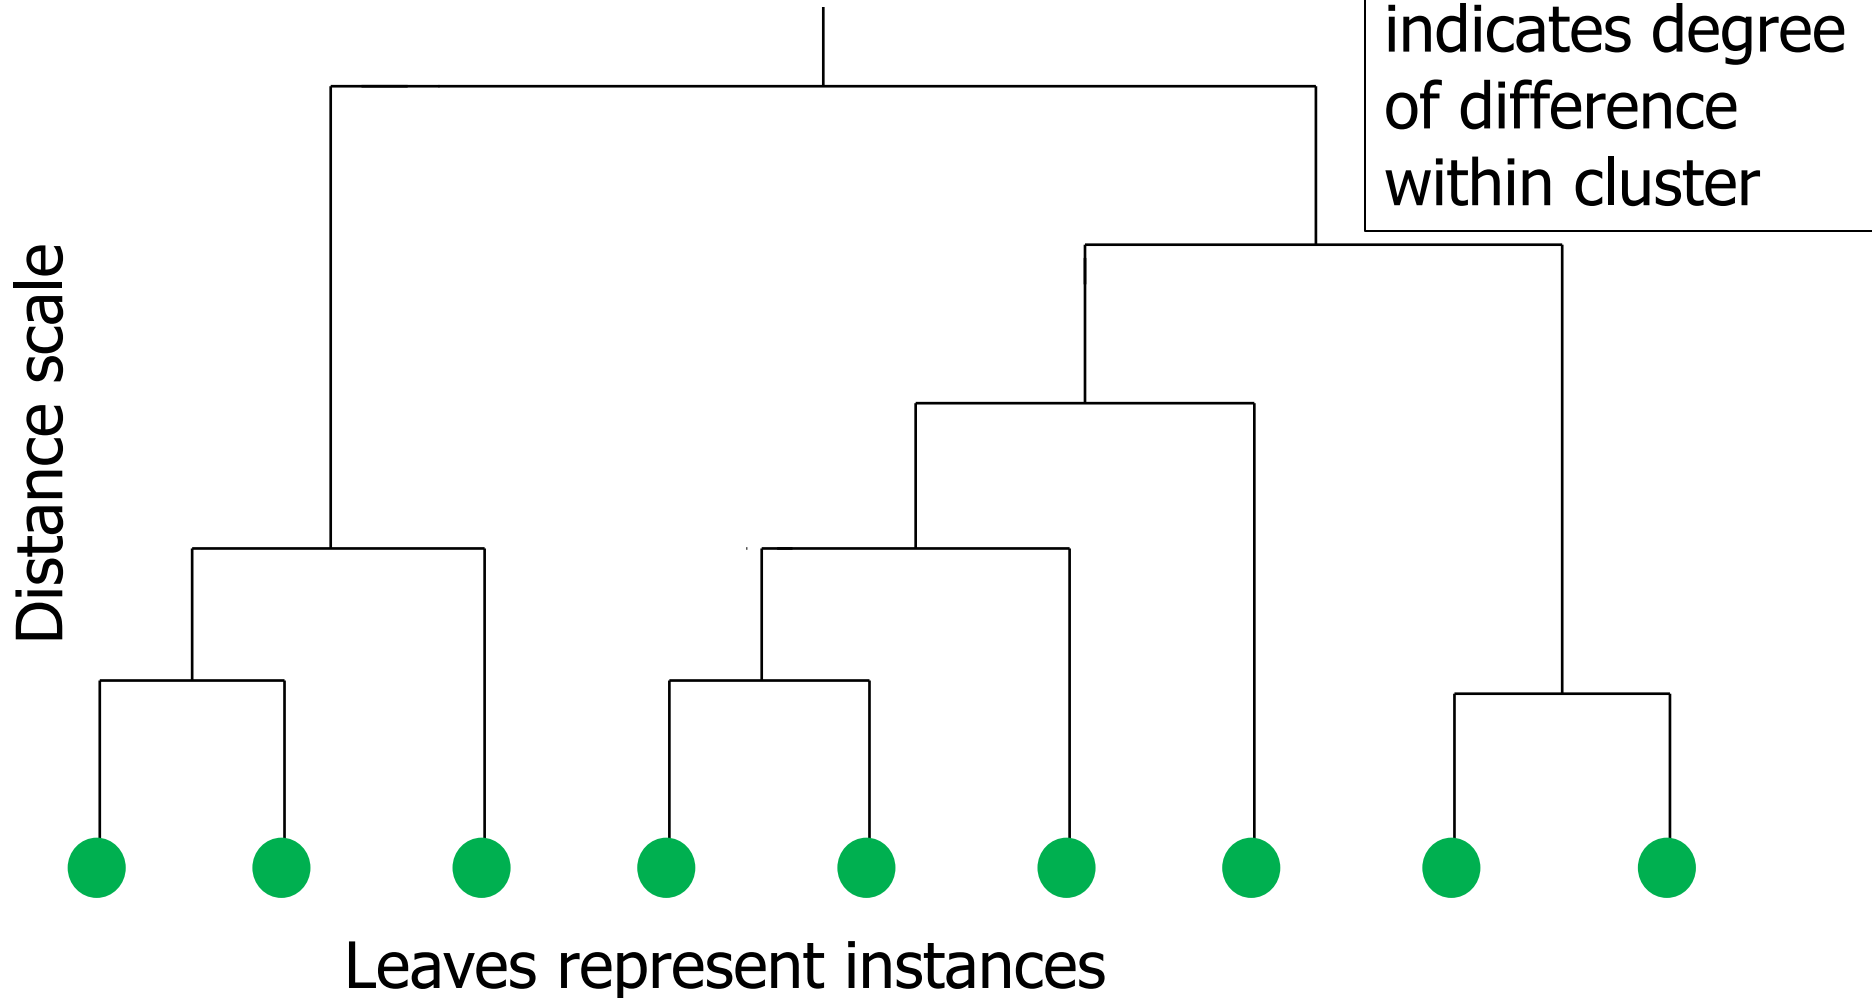 indicates degree
of difference
within cluster
Distance scale
Leaves represent instances